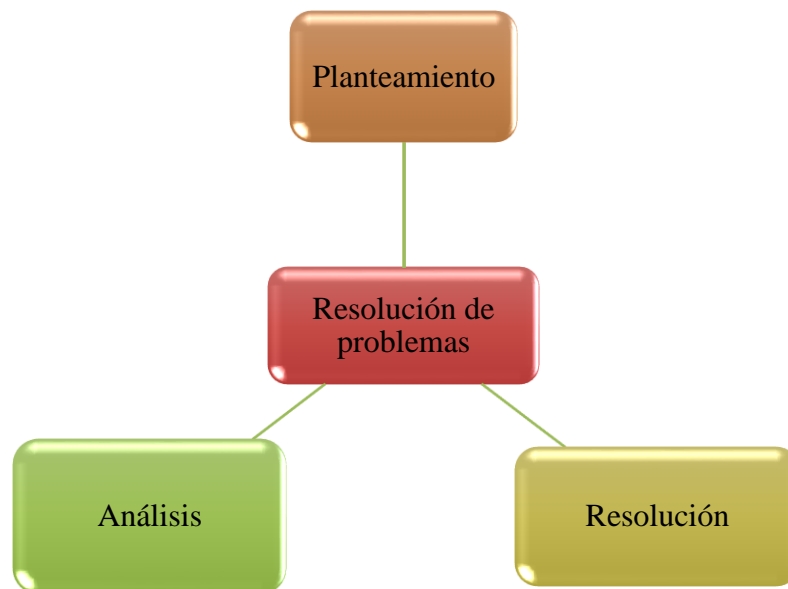 Planteamiento
Resolución de
problemas
Análisis
Resolución